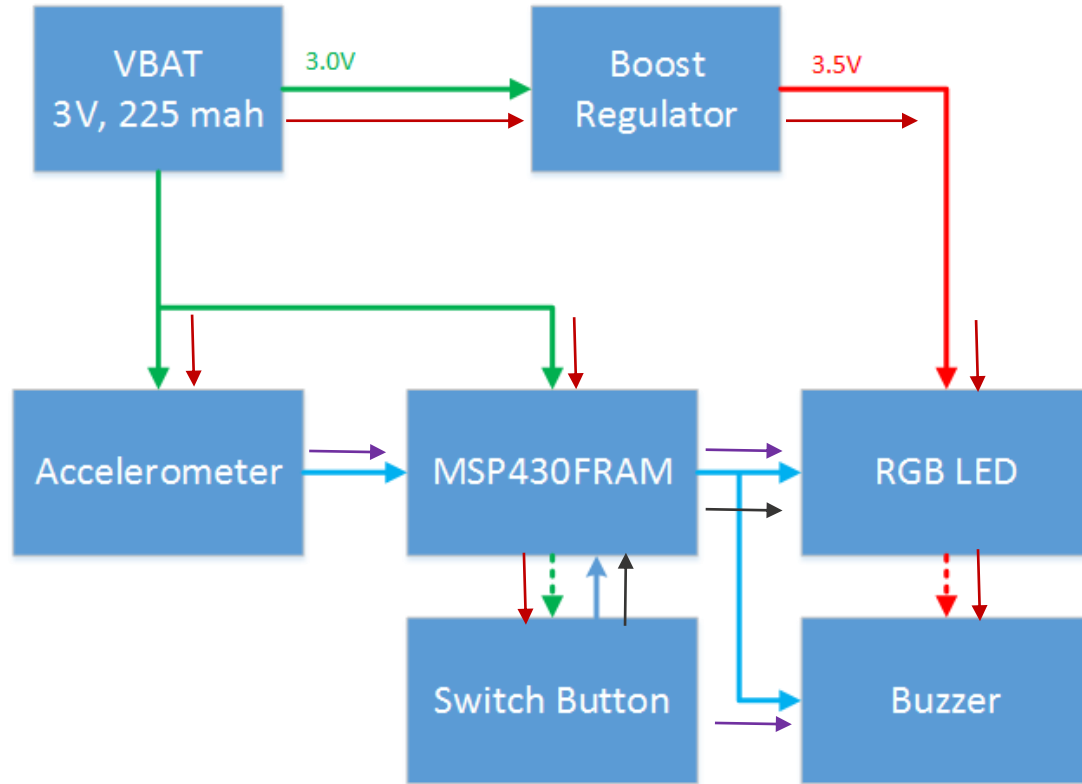 VBAT
3V, 225 mah
3.0V
Boost
Regulator
3.5V
Accelerometer
MSP430FRAM
RGB LED
Switch Button
Buzzer